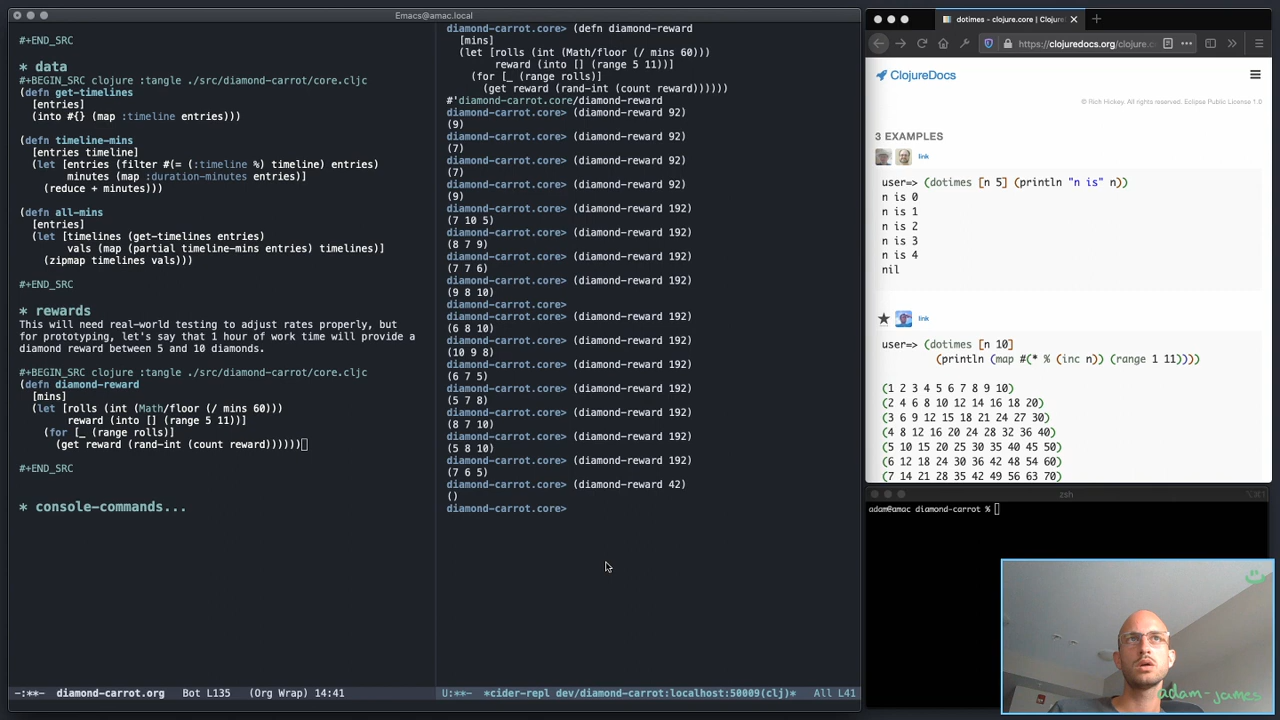 Emacs@amac.local
#+END_SRC
* data
#+BEGIN_SRC clojure :tangle ./src/diamond-carrot/core.cljc
(defn get-timelines
[entries]
(into #{} (map :timeline entries)))
(defn timeline-mins
[entries timeline]
(let [entries (filter #(= (:timeline %) timeline) entries)
minutes (map :duration-minutes entries)]
(reduce + minutes)))
(defn all-mins
[entries]
(let [timelines (get-timelines entries)
vals (map (partial timeline-mins entries) timelines)]
(zipmap timelines vals)))
#+END_SRC
* rewards
This will need real-world testing to adjust rates properly, but
for prototyping, let's say that 1 hour of work time will provide a
diamond reward between 5 and 10 diamonds.
#+BEGIN_SRC clojure :tangle ./src/diamond-carrot/core.cljc
(defn diamond-reward
[mins]
(let [rolls (int (Math/floor (/ mins 60)))
reward (into [] (range 5 11))]
(for [_ (range rolls)]
(get reward (rand-int (count reward))))))
#+END_SRC
* console-commands...
-:**- diamond-carrot.org Bot L135 (Org Wrap) 14:41
diamond-carrot.core> (defn diamond-reward
[mins]
(let [rolls (int (Math/floor (/ mins 60)))
reward (into [] (range 5 11))]
(for [_ (range rolls)]
(get reward (rand-int (count reward))))))
#'diamond-carrot.core/diamond-reward
diamond-carrot.core> (diamond-reward 92)
(9)
diamond-carrot.core> (diamond-reward 92)
(7)
diamond-carrot.core> (diamond-reward 92)
(7)
diamond-carrot.core> (diamond-reward 92)
(9)
diamond-carrot.core> (diamond-reward 192)
(7 10 5)
diamond-carrot.core> (diamond-reward 192)
(8 7 9)
diamond-carrot.core> (diamond-reward 192)
(7 7 6)
diamond-carrot.core> (diamond-reward 192)
(9 8 10)
diamond-carrot.core>
diamond-carrot.core> (diamond-reward 192)
(6 8 10)
diamond-carrot.core> (diamond-reward 192)
(10 9 8)
diamond-carrot.core> (diamond-reward 192)
(6 7 5)
diamond-carrot.core> (diamond-reward 192)
(5 7 8)
diamond-carrot.core> (diamond-reward 192)
(8 7 10)
diamond-carrot.core> (diamond-reward 192)
(5 8 10)
diamond-carrot.core> (diamond-reward 192)
(7 6 5)
diamond-carrot.core> (diamond-reward 42)
()
diamond-carrot.core>
U:**- *cider-repl dev/diamond-carrot:localhost:50009(clj)* All L41
dotimes - clojure.core | Clojure
https://clojuredocs.org/clojure.c
ClojureDocs
© Rich Hickey. All rights reserved. Eclipse Public License 1.0
3 EXAMPLES
link
user=> (dotimes [n 5] (println "n is" n))
n is 0
n is 1
n is 2
n is 3
n is 4
nil
link
user=> (dotimes [n 10]
(println (map #(* % (inc n)) (range 1 11))))
(1 2 3 4 5 6 7 8 9 10)
(2 4 6 8 10 12 14 16 18 20)
(3 6 9 12 15 18 21 24 27 30)
(4 8 12 16 20 24 28 32 36 40)
(5 10 15 20 25 30 35 40 45 50)
(6 12 18 24 30 36 42 48 54 60)
(7 14 21 28 35 42 49 56 63 70)
zsh
adam@amac diamond-carrot %
adam-james